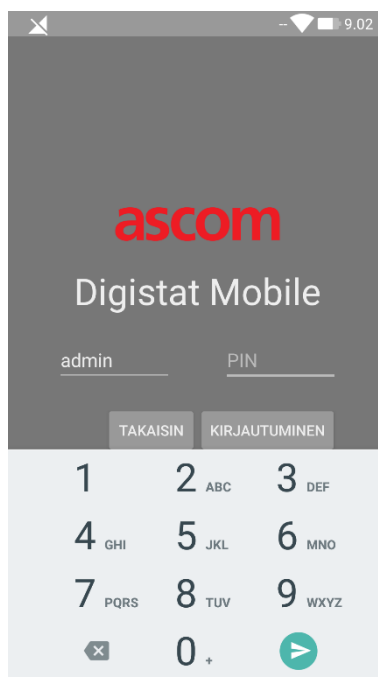 -- 9.02
ascom
Digistat Mobile
admin PIN
TAKAISIN KIRJAUTUMINEN
1 2 ABC 3 DEF
4 GHI 5 JKL 6 MNO
7 PQRS 8 TUV 9 WXYZ
0 +